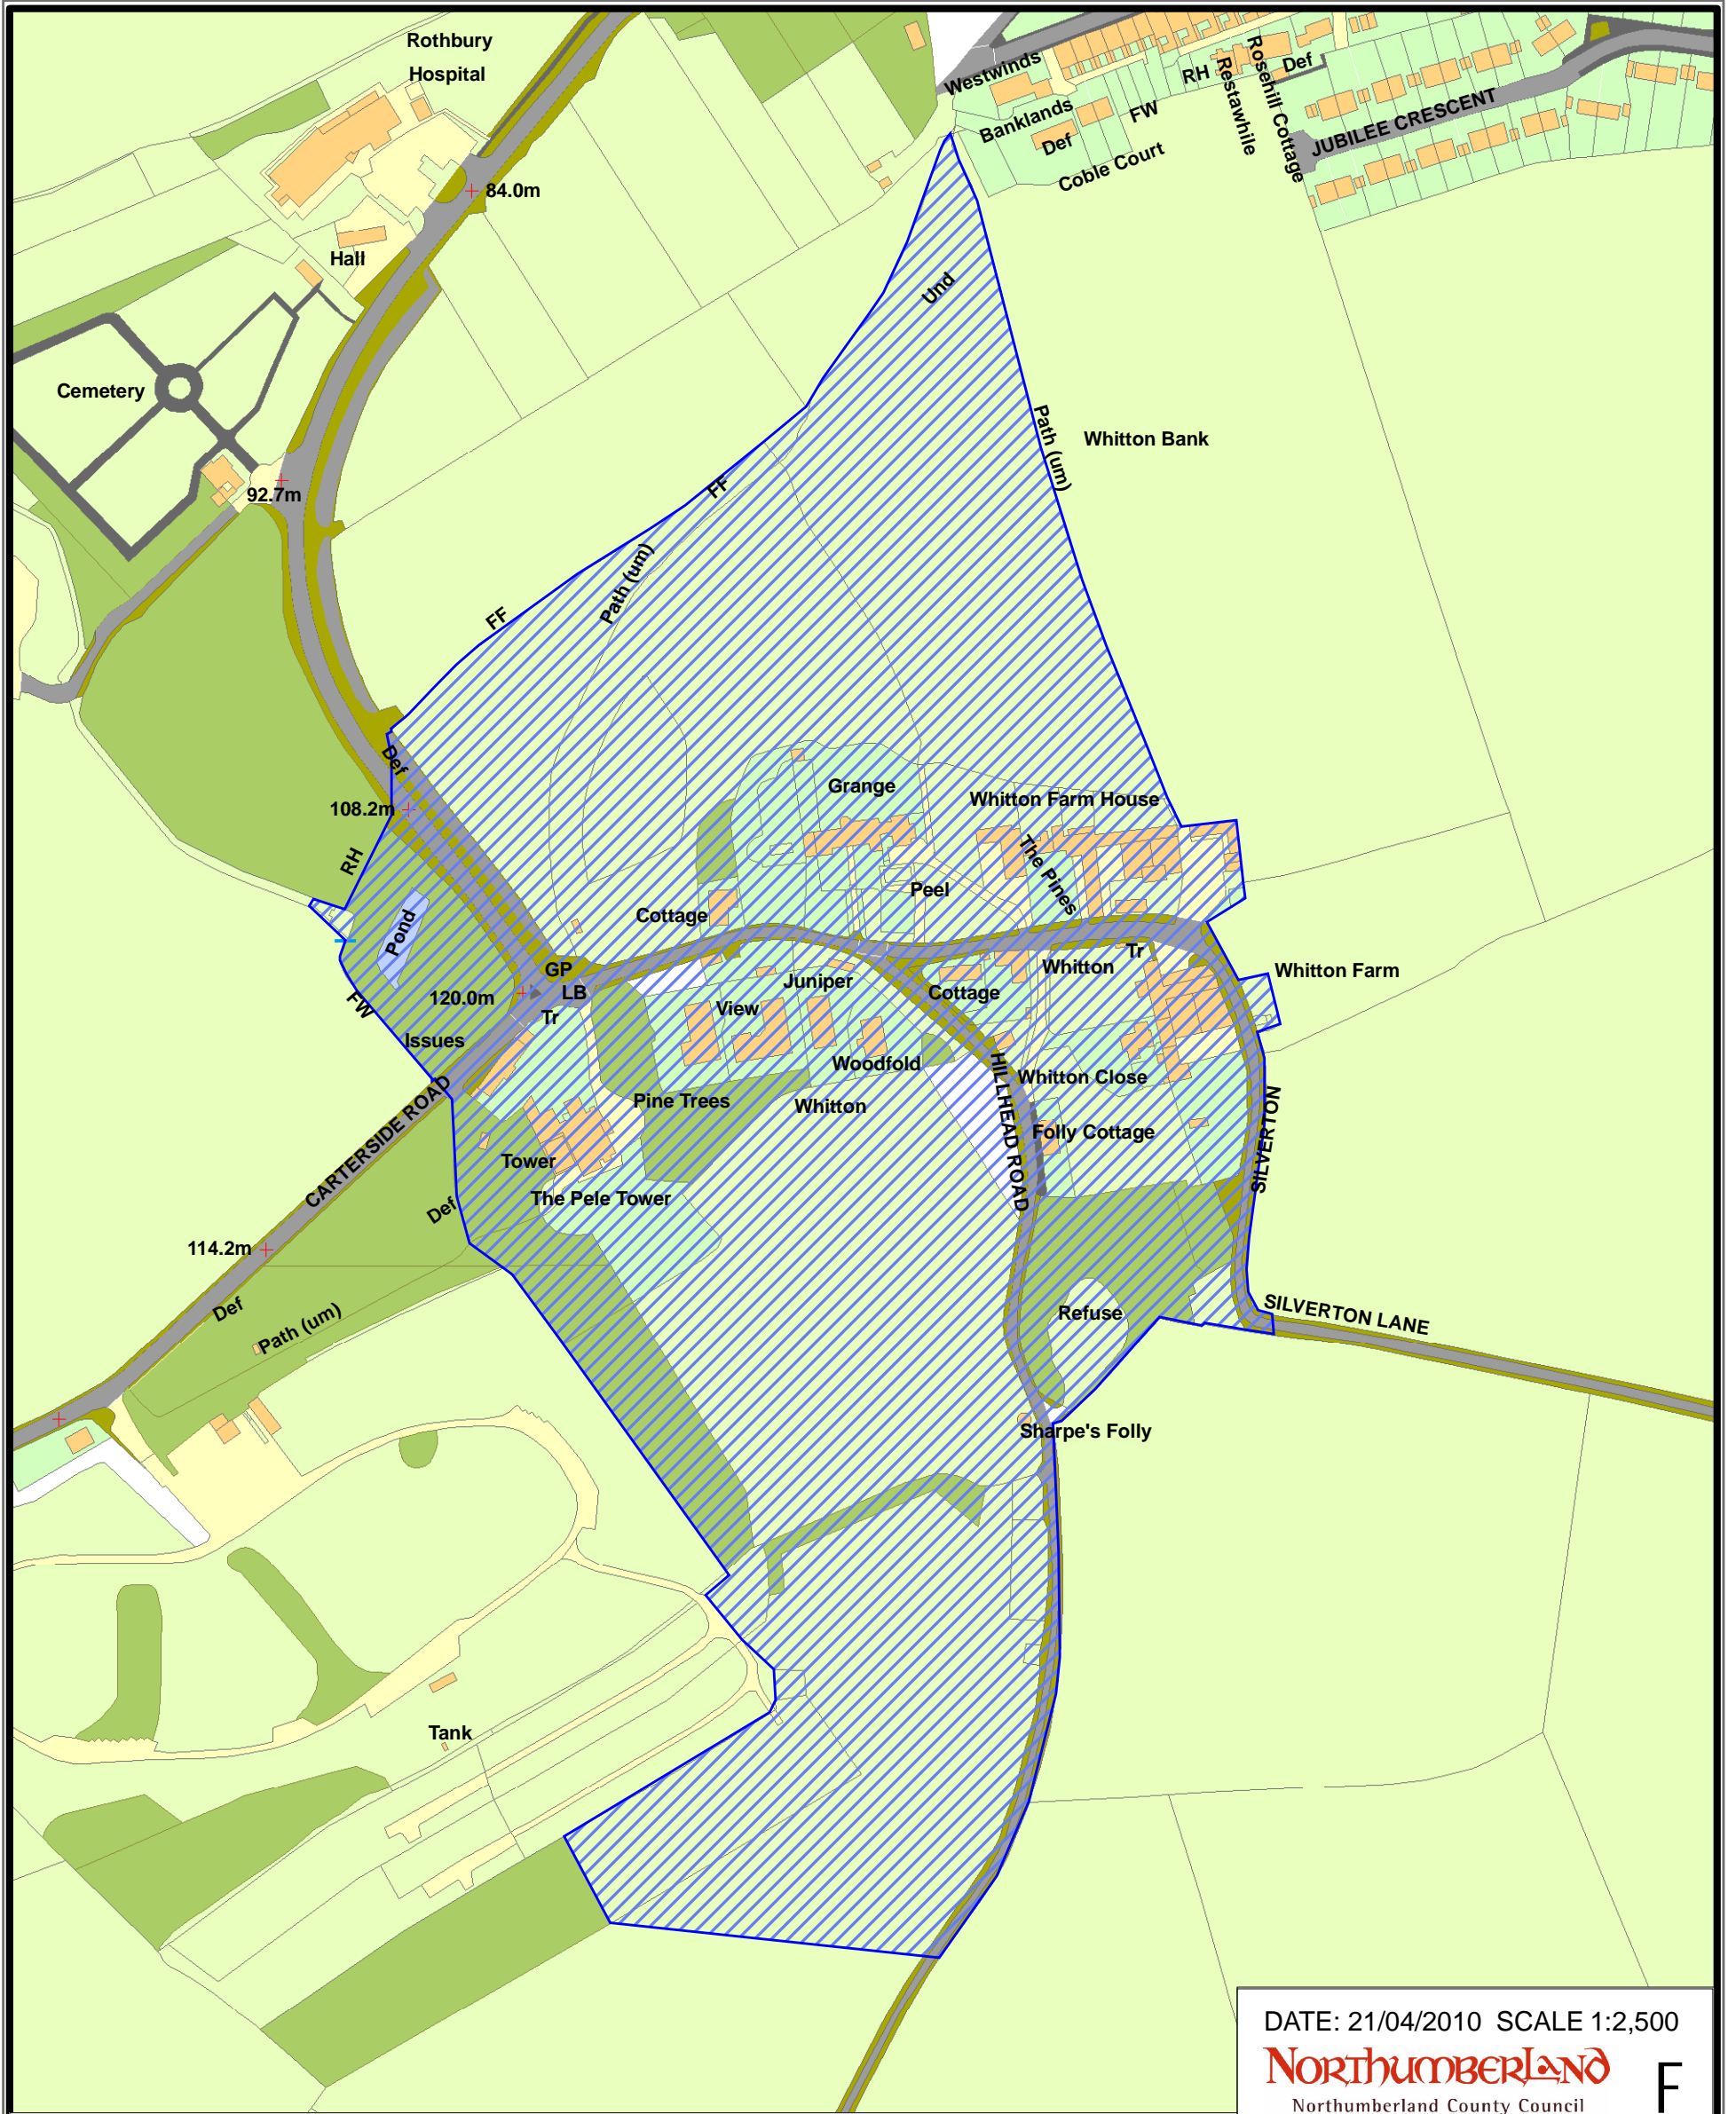 Rothbury
Hospital
Westwinds
RH
Rosehill Cottage
Def
Restawhile
Banklands
FW
Def
Coble Court
JUBILEE CRESCENT
84.0m
Hall
Und
Cemetery
Path (um)
Whitton Bank
92.7m
FF
Path (um)
FF
Def
Grange
Whitton Farm House
108.2m
RH
The Pines
Peel
Cottage
Pond
Tr
Whitton
GP
Whitton Farm
Juniper
Cottage
120.0m
LB
View
FW
Tr
Issues
Woodfold
HILLHEAD ROAD
Whitton Close
CARTERSIDE ROAD
Pine Trees
Whitton
Folly Cottage
SILVERTON
Tower
The Pele Tower
Def
114.2m
Def
Path (um)
Refuse
SILVERTON LANE
Sharpe's Folly
Tank
DATE: 21/04/2010 SCALE 1:2,500
NORTHUMBERLAND
F
Northumberland County Council